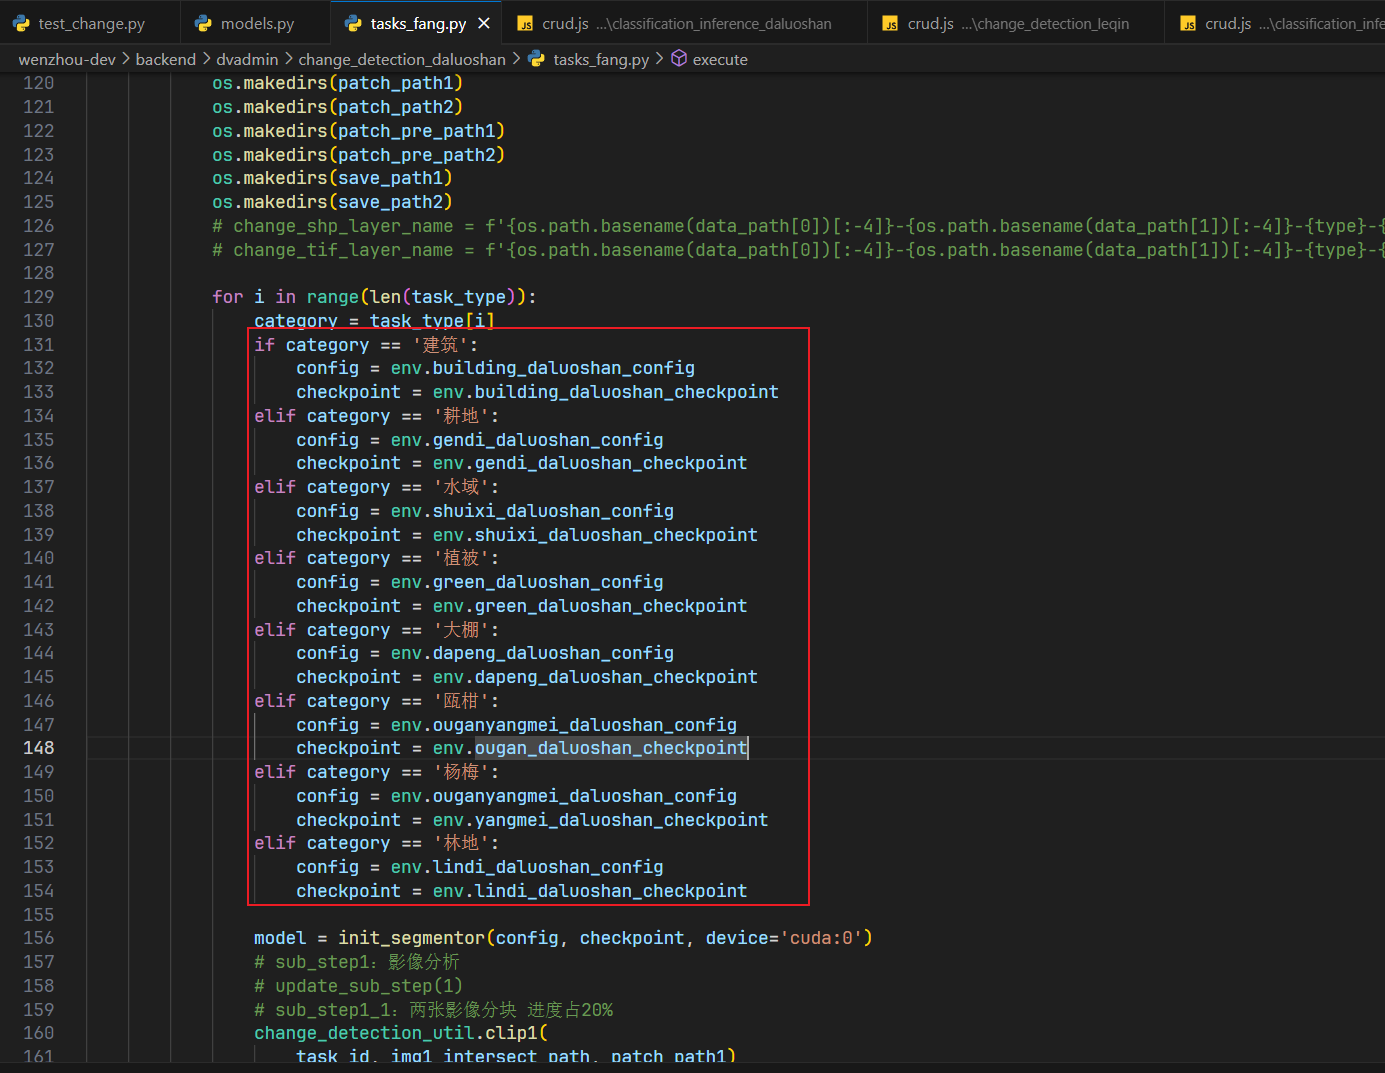 test_change.py models.py tasks_fang.py crud.js ...\classification_inference_daluoshan crud.js ...\change_detection_leqin crud.js ...\classification_infe
wenzhou-dev > backend > dvadmin > change_detection_daluoshan > tasks_fang.py > execute
120 os.makedirs(patch_path1)
121 os.makedirs(patch_path2)
122 os.makedirs(patch_pre_path1)
123 os.makedirs(patch_pre_path2)
124 os.makedirs(save_path1)
125 os.makedirs(save_path2)
126 # change_shp_layer_name = f'{os.path.basename(data_path[0])[:-4]}-{os.path.basename(data_path[1])[:-4]}-{type}-{
127 # change_tif_layer_name = f'{os.path.basename(data_path[0])[:-4]}-{os.path.basename(data_path[1])[:-4]}-{type}-{
128
129 for i in range(len(task_type)):
130 category = task_type[i]
131 if category == '建筑':
132 config = env.building_daluoshan_config
133 checkpoint = env.building_daluoshan_checkpoint
134 elif category == '耕地':
135 config = env.gendi_daluoshan_config
136 checkpoint = env.gendi_daluoshan_checkpoint
137 elif category == '水域':
138 config = env.shuixi_daluoshan_config
139 checkpoint = env.shuixi_daluoshan_checkpoint
140 elif category == '植被':
141 config = env.green_daluoshan_config
142 checkpoint = env.green_daluoshan_checkpoint
143 elif category == '大棚':
144 config = env.dapeng_daluoshan_config
145 checkpoint = env.dapeng_daluoshan_checkpoint
146 elif category == '瓯柑':
147 config = env.ouganyangmei_daluoshan_config
148 checkpoint = env.ougan_daluoshan_checkpoint
149 elif category == '杨梅':
150 config = env.ouganyangmei_daluoshan_config
151 checkpoint = env.yangmei_daluoshan_checkpoint
152 elif category == '林地':
153 config = env.lindi_daluoshan_config
154 checkpoint = env.lindi_daluoshan_checkpoint
155
156 model = init_segmentor(config, checkpoint, device='cuda:0')
157 # sub_step1：影像分析
158 # update_sub_step(1)
159 # sub_step1_1：两张影像分块 进度占20%
160 change_detection_util.clip1(
161 task_id, img1_intersect_path, patch_path1)